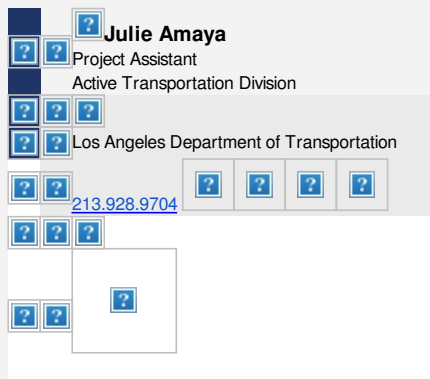 Julie Amaya
Project Assistant
Active Transportation Division
Los Angeles Department of Transportation
213.928.9704